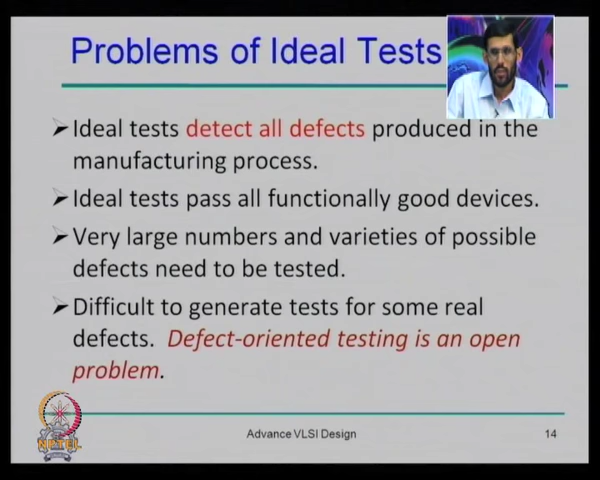 Problems of Ideal Tests
➢Ideal tests detect all defects produced in the
manufacturing process.
➢Ideal tests pass all functionally good devices.
➢Very large numbers and varieties of possible
defects need to be tested.
➢Difficult to generate tests for some real
defects. Defect-oriented testing is an open
problem.
NPTEL
Advance VLSI Design
14